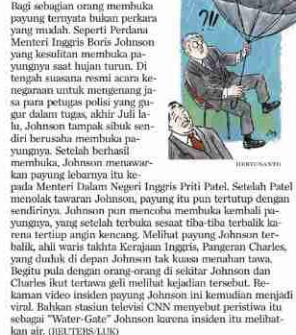 Bagi sebagian orang membuka
payung ternyata bukan perkara
yang mudah. Seperti Perdana
Menteri Inggris Boris Johnson
yang kesulitan membuka pa-
yungnya saat hujan turun. Di
tengah suasana resmi acara ke-
negaraan untuk mengenang ja-
sa para petugas polisi yang gu-
gur dalam tugas, akhir Juli la-
lu, Johnson tampak sibuk sen-
diri berusaha membuka pa-
yungnya. Setelah berhasil
membuka, Johnson menawar-
kan payung lebarnya itu ke-
pada Menteri Dalam Negeri Inggris Priti Patel. Setelah Patel
menolak tawaran Johnson, payung itu pun tertutup dengan
sendirinya. Johnson pun mencoba membuka kembali pa-
yungnya, yang setelah terbuka sesaat tiba-tiba terbalik ka-
rena tertiup angin kencang. Melihat payung Johnson ter-
balik, ahli waris takhta Kerajaan Inggris, Pangeran Charles,
yang duduk di depan Johnson tak kuasa menahan tawa.
Begitu pula dengan orang-orang di sekitar Johnson dan
Charles ikut tertawa geli melihat kejadian tersebut. Re-
kaman video insiden payung Johnson ini kemudian menjadi
viral. Bahkan stasiun televisi CNN menyebut peristiwa itu
sebagai "Water-Gate" Johnson karena insiden itu melibat-
kan air. (REUTERS/LUK)
?!!
HERYUNANTO